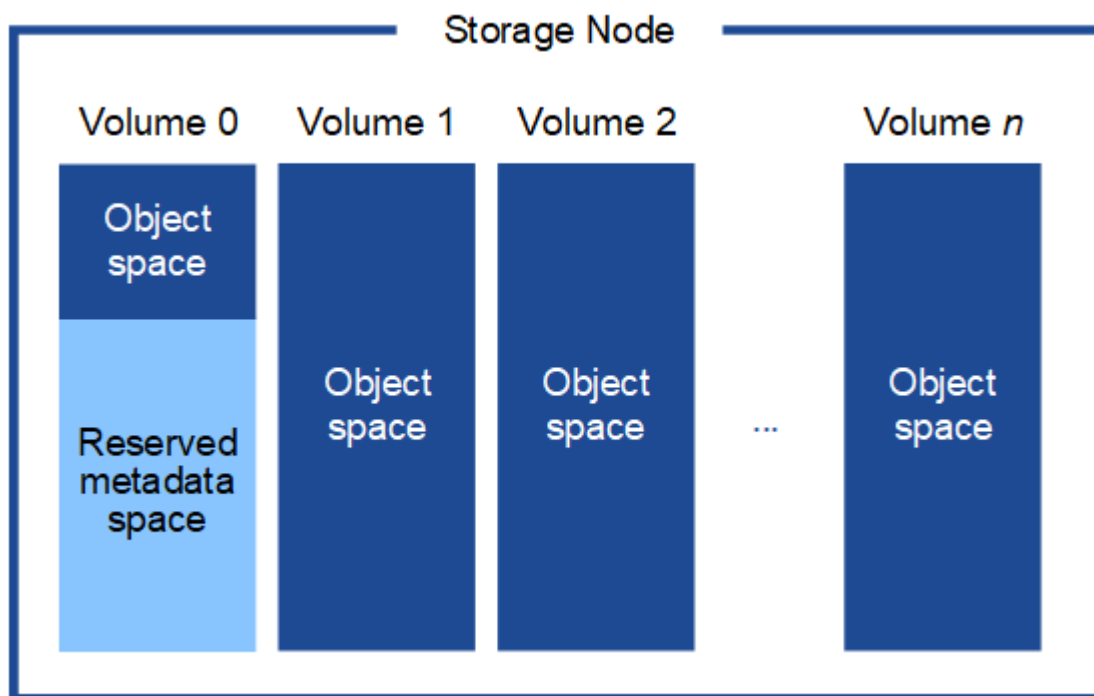 Storage Node
Volume 0
Volume 1
Volume 2
Volume n
Object
space
Reserved
metadata
space
Object
space
Object
space
...
Object
space